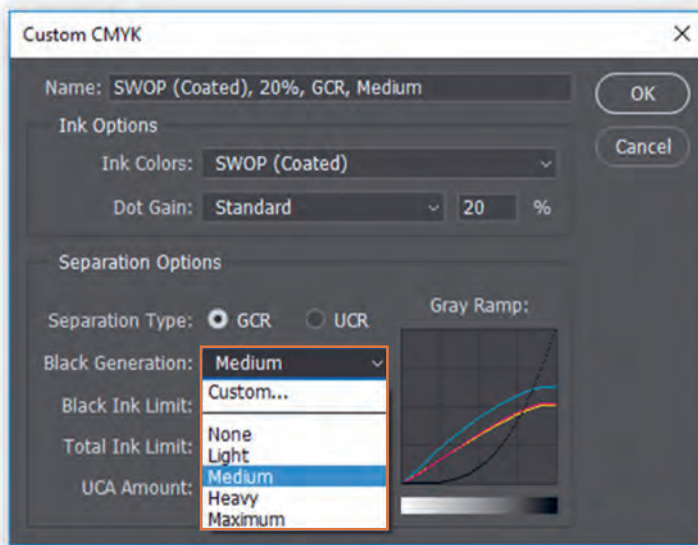 Custom CMYK
Name: SWOP (Coated), 20%, GCR, Medium
OK
Ink Options
Cancel
Ink Colors: SWOP (Coated)
Dot Gain: Standard 20 %
Separation Options
Gray Ramp:
Separation Type: GCR UCR
Black Generation: Medium
Custom...
Black Ink Limit:
None
Total Ink Limit:
Light
Medium
UCA Amount:
Heavy
Maximum